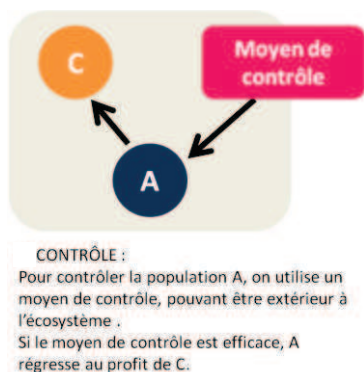 C
Moyen de
contrôle
A
CONTRÔLE :
Pour contrôler la population A, on utilise un
moyen de contrôle, pouvant être extérieur à
l'écosystème .
Si le moyen de contrôle est efficace, A
régresse au profit de C.